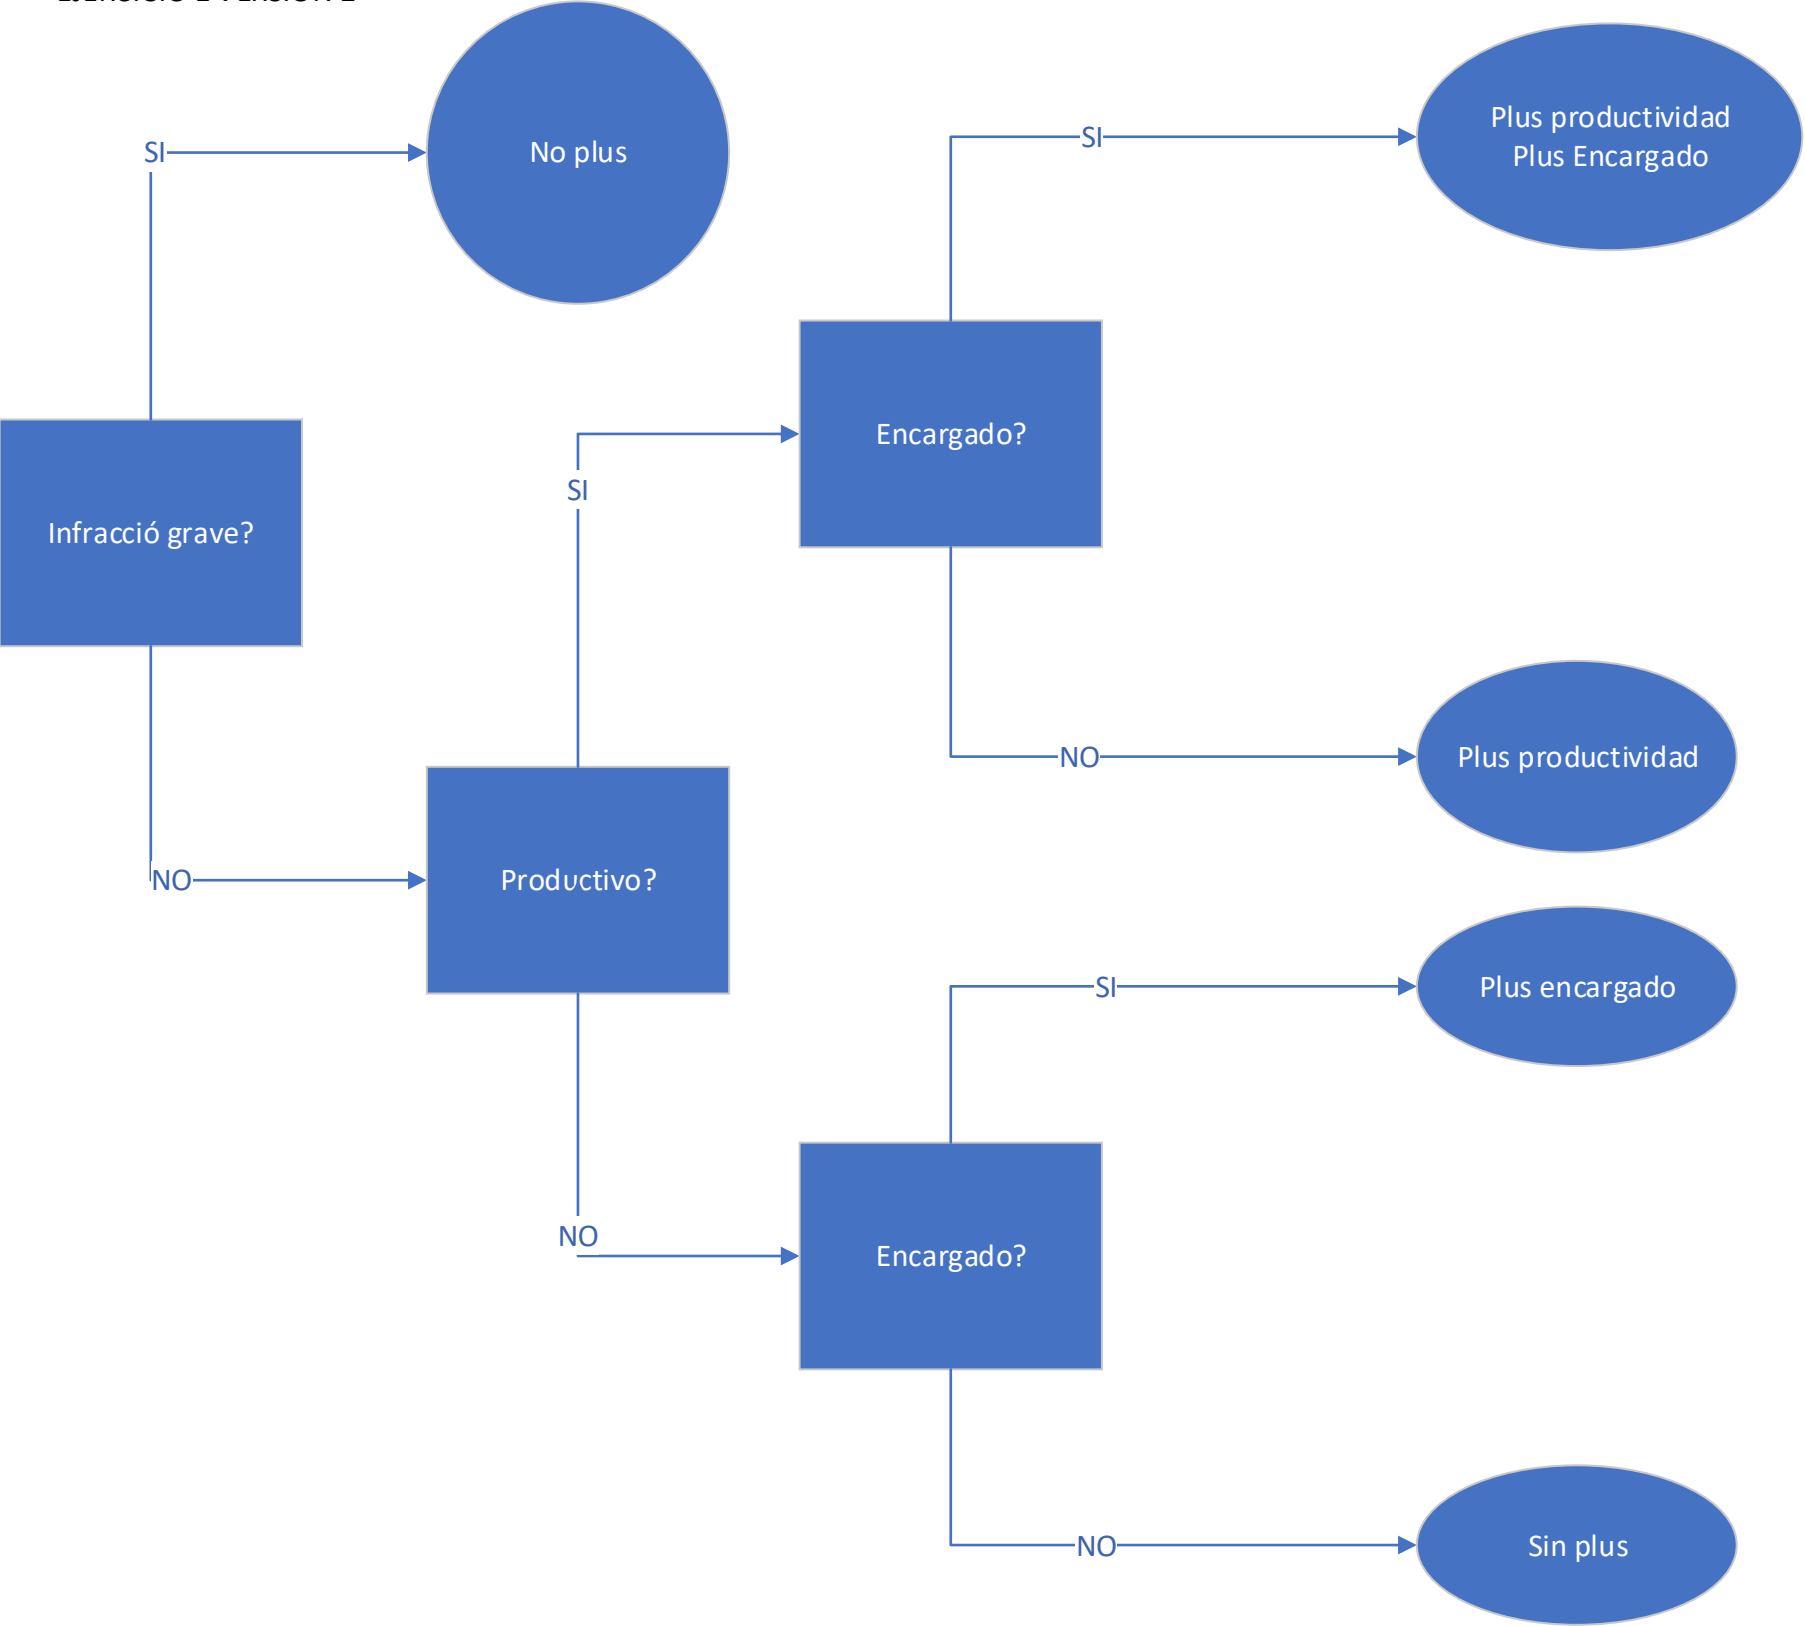 No plus
SI
Plus productividad
Plus Encargado
SI
Encargado?
SI
Infracció grave?
NO
Plus productividad
NO
Productivo?
SI
Plus encargado
NO
Encargado?
NO
Sin plus